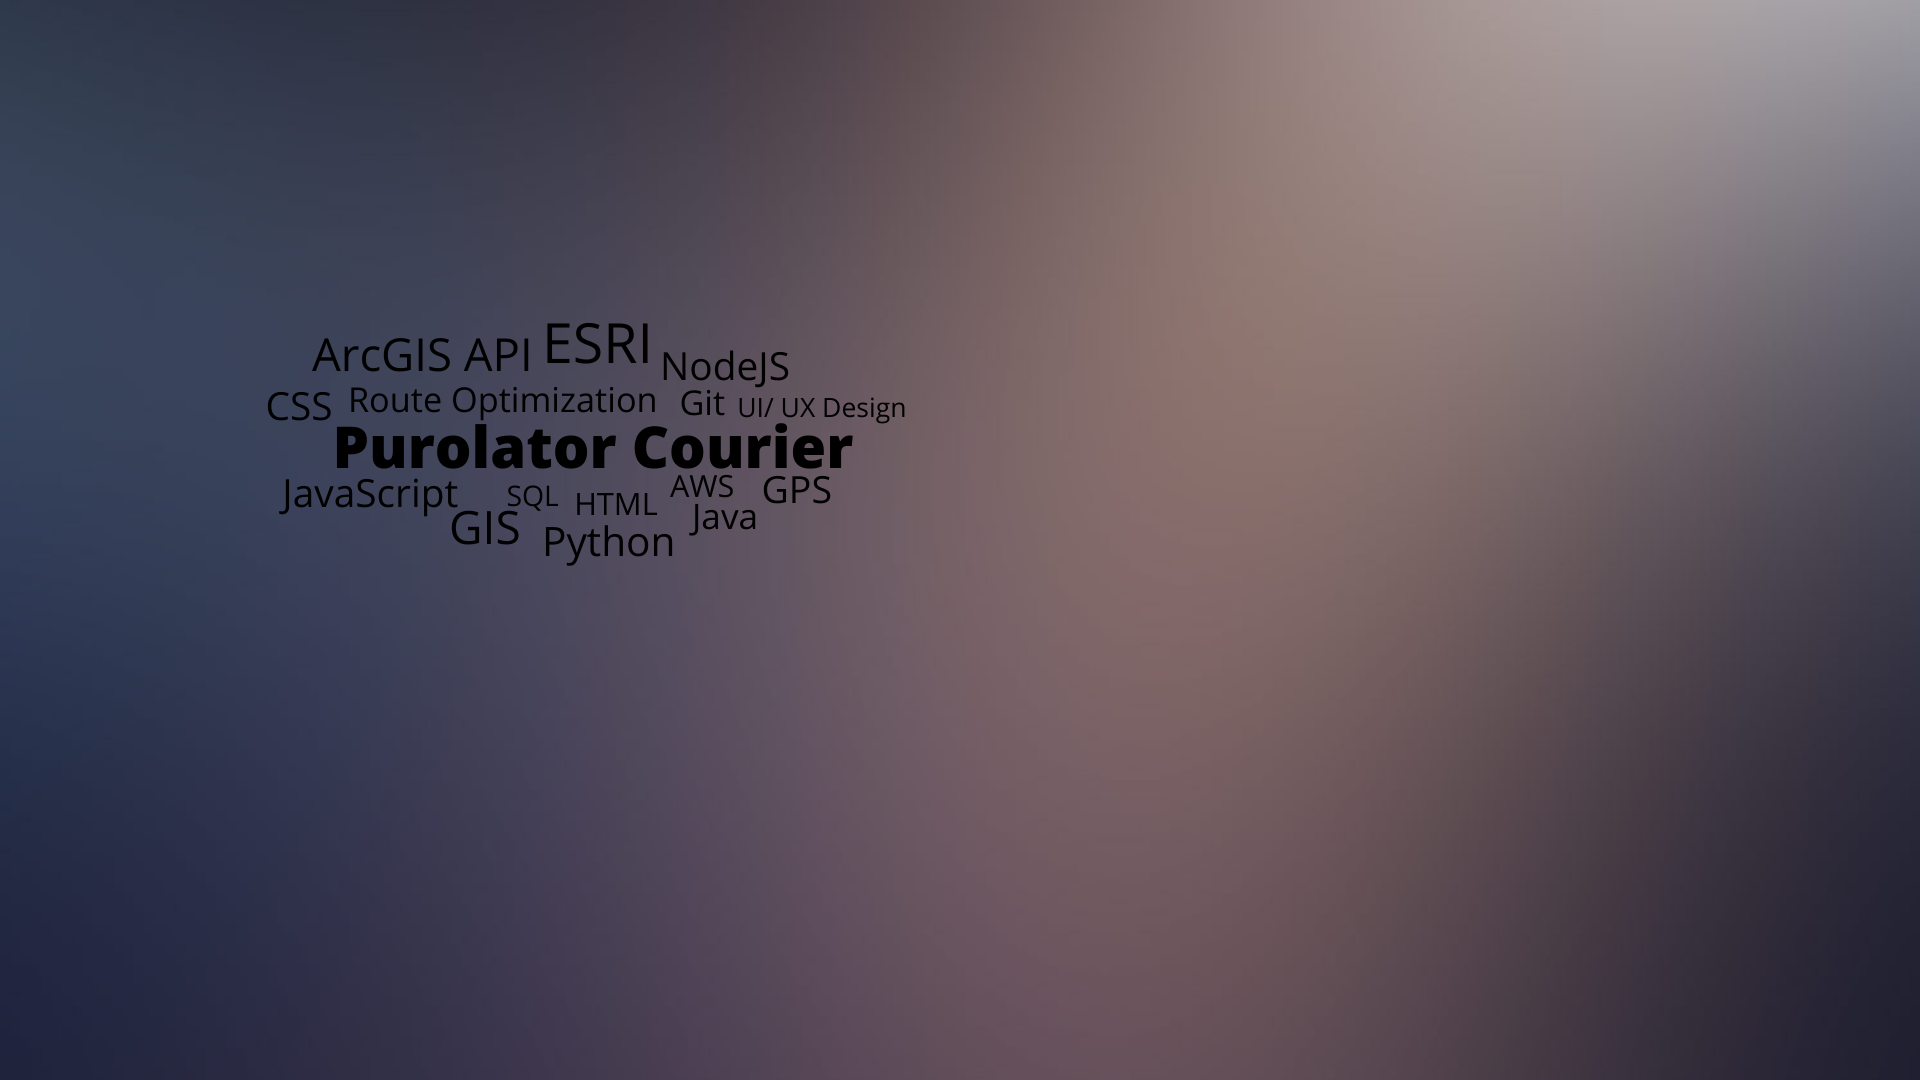 ArcGIS API ESRI NodeJS
CSS Route Optimization Git UI/ UX Design
Purolator Courier
JavaScript SQL HTML AWS GPS
GIS Python Java